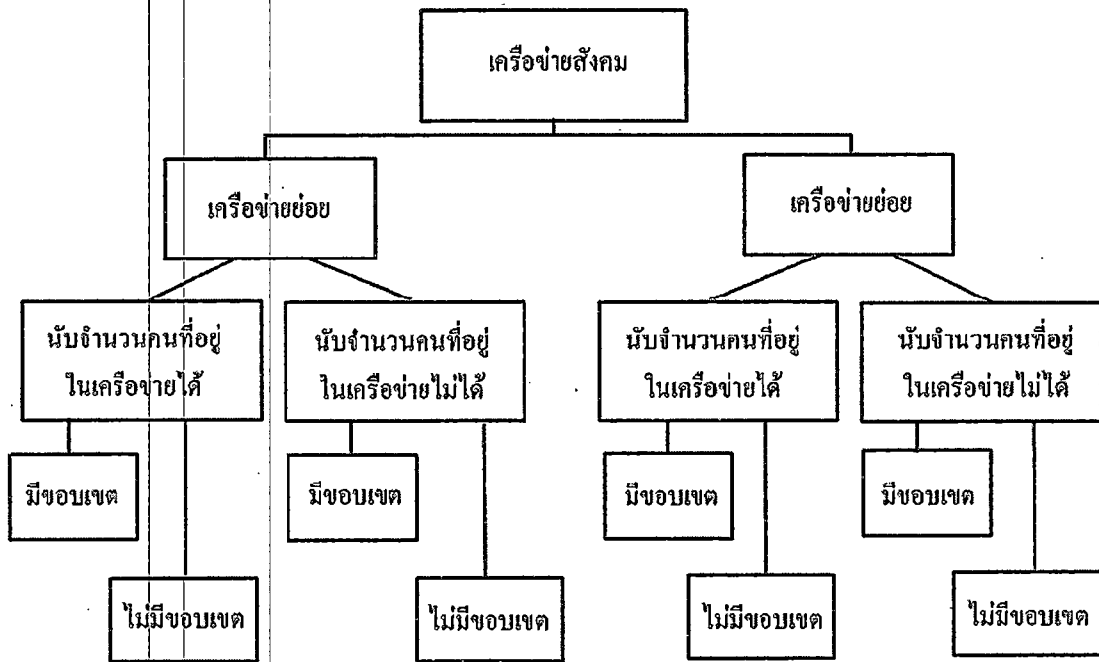 เครือข่ายสังคม
เครือข่ายย่อย
เครือข่ายย่อย
นับจำนวนคนที่อยู่
ในเครือข่ายได้
นับจำนวนคนที่อยู่
ในเครือข่ายไม่ได้
นับจำนวนคนที่อยู่
ในเครือข่ายได้
นับจำนวนคนที่อยู่
ในเครือข่ายไม่ได้
มีขอบเขต
มีขอบเขต
มีขอบเขต
มีขอบเขต
ไม่มีขอบเขต
ไม่มีขอบเขต
ไม่มีขอบเขต
ไม่มีขอบเขต